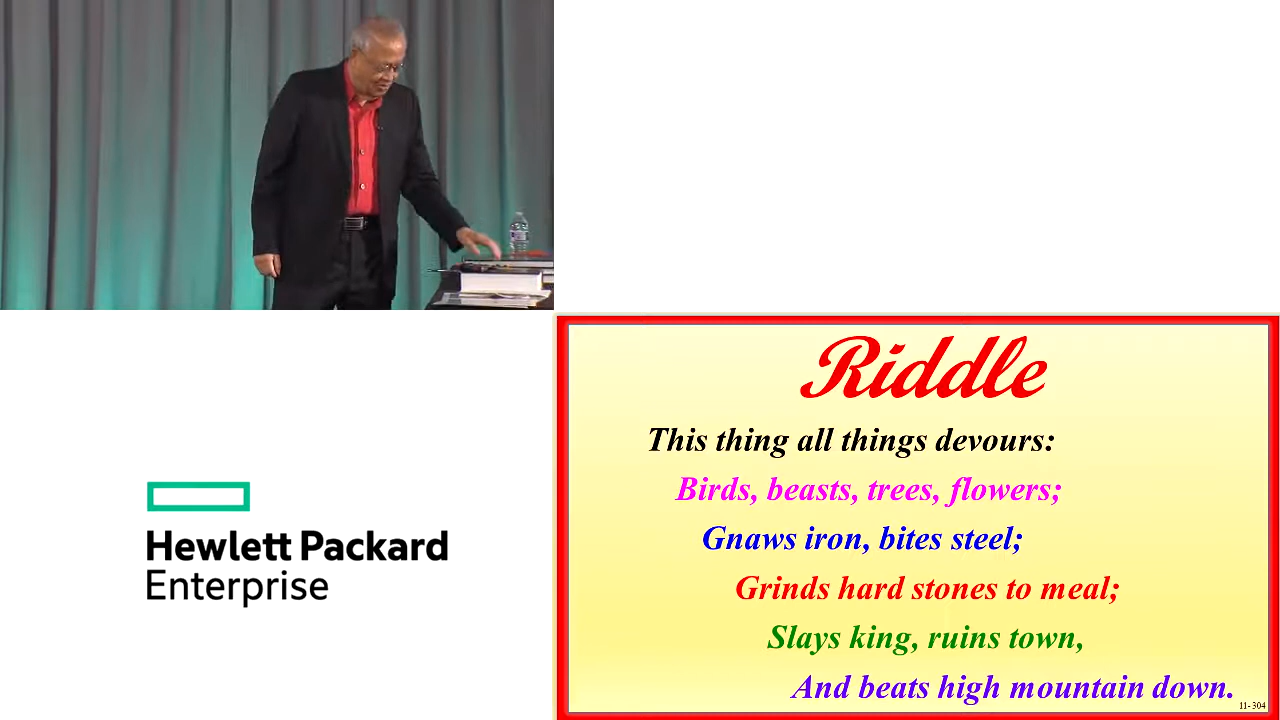 Riddle
This thing all things devours:
Birds, beasts, trees, flowers;
Gnaws iron, bites steel;
Grinds hard stones to meal;
Slays king, ruins town,
And beats high mountain down.
11-304
Hewlett Packard
Enterprise